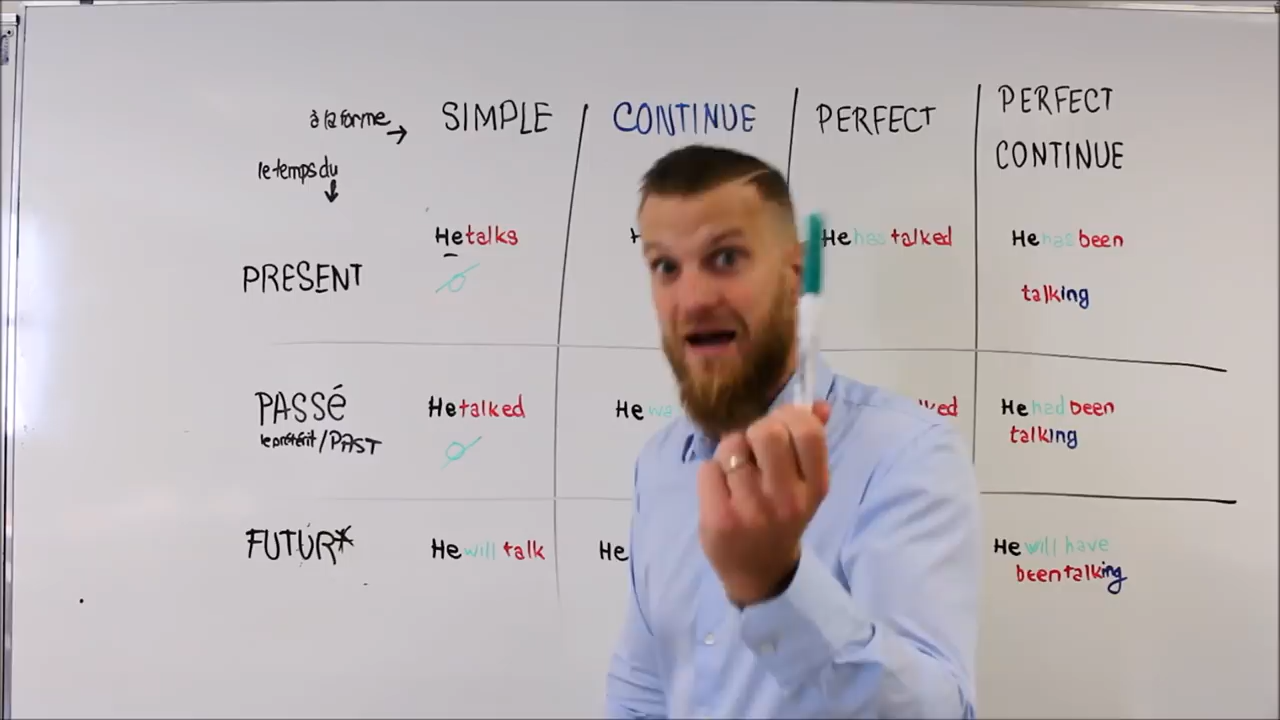 à la forme → SIMPLE CONTINUE PERFECT PERFECT
CONTINUE
le temps du
↓
PRESENT He talks He has talked He has been
talking
PASSÉ He talked He He had been
le prétérit / PAST talking
FUTUR* He will talk He He will have
been talking